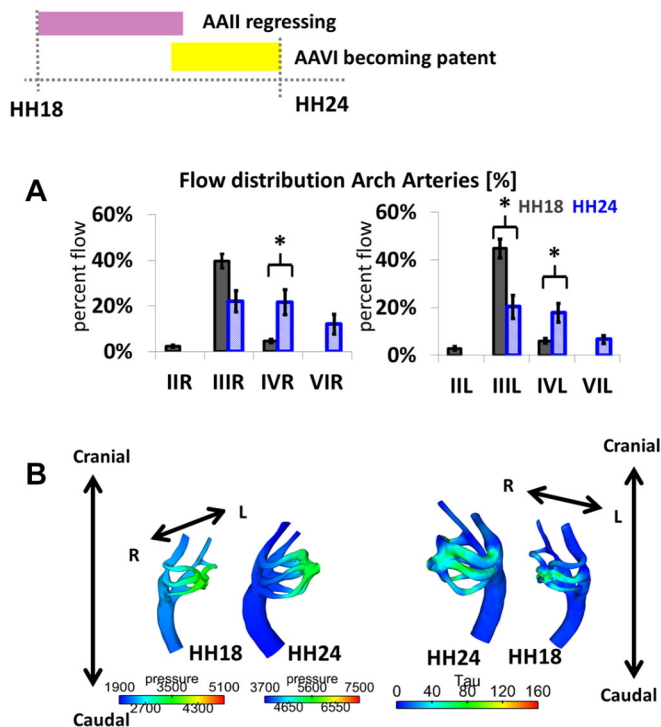 AAII regressing
AAVI becoming patent
HH18
HH24
A
Flow distribution Arch Arteries [%]
HH18 HH24
percent flow
60%
40%
20%
0%
*
IIR IIIR IVR VIR
percent flow
60%
40%
20%
0%
*
*
IIL IIIL IVL VIL
B
Cranial
Caudal
R
L
HH18
HH24
pressure
1900 3500 5100
2700 4300
pressure
3700 5600 7500
4650 6550
Cranial
Caudal
R
L
HH24
HH18
Tau
0 40 80 120 160